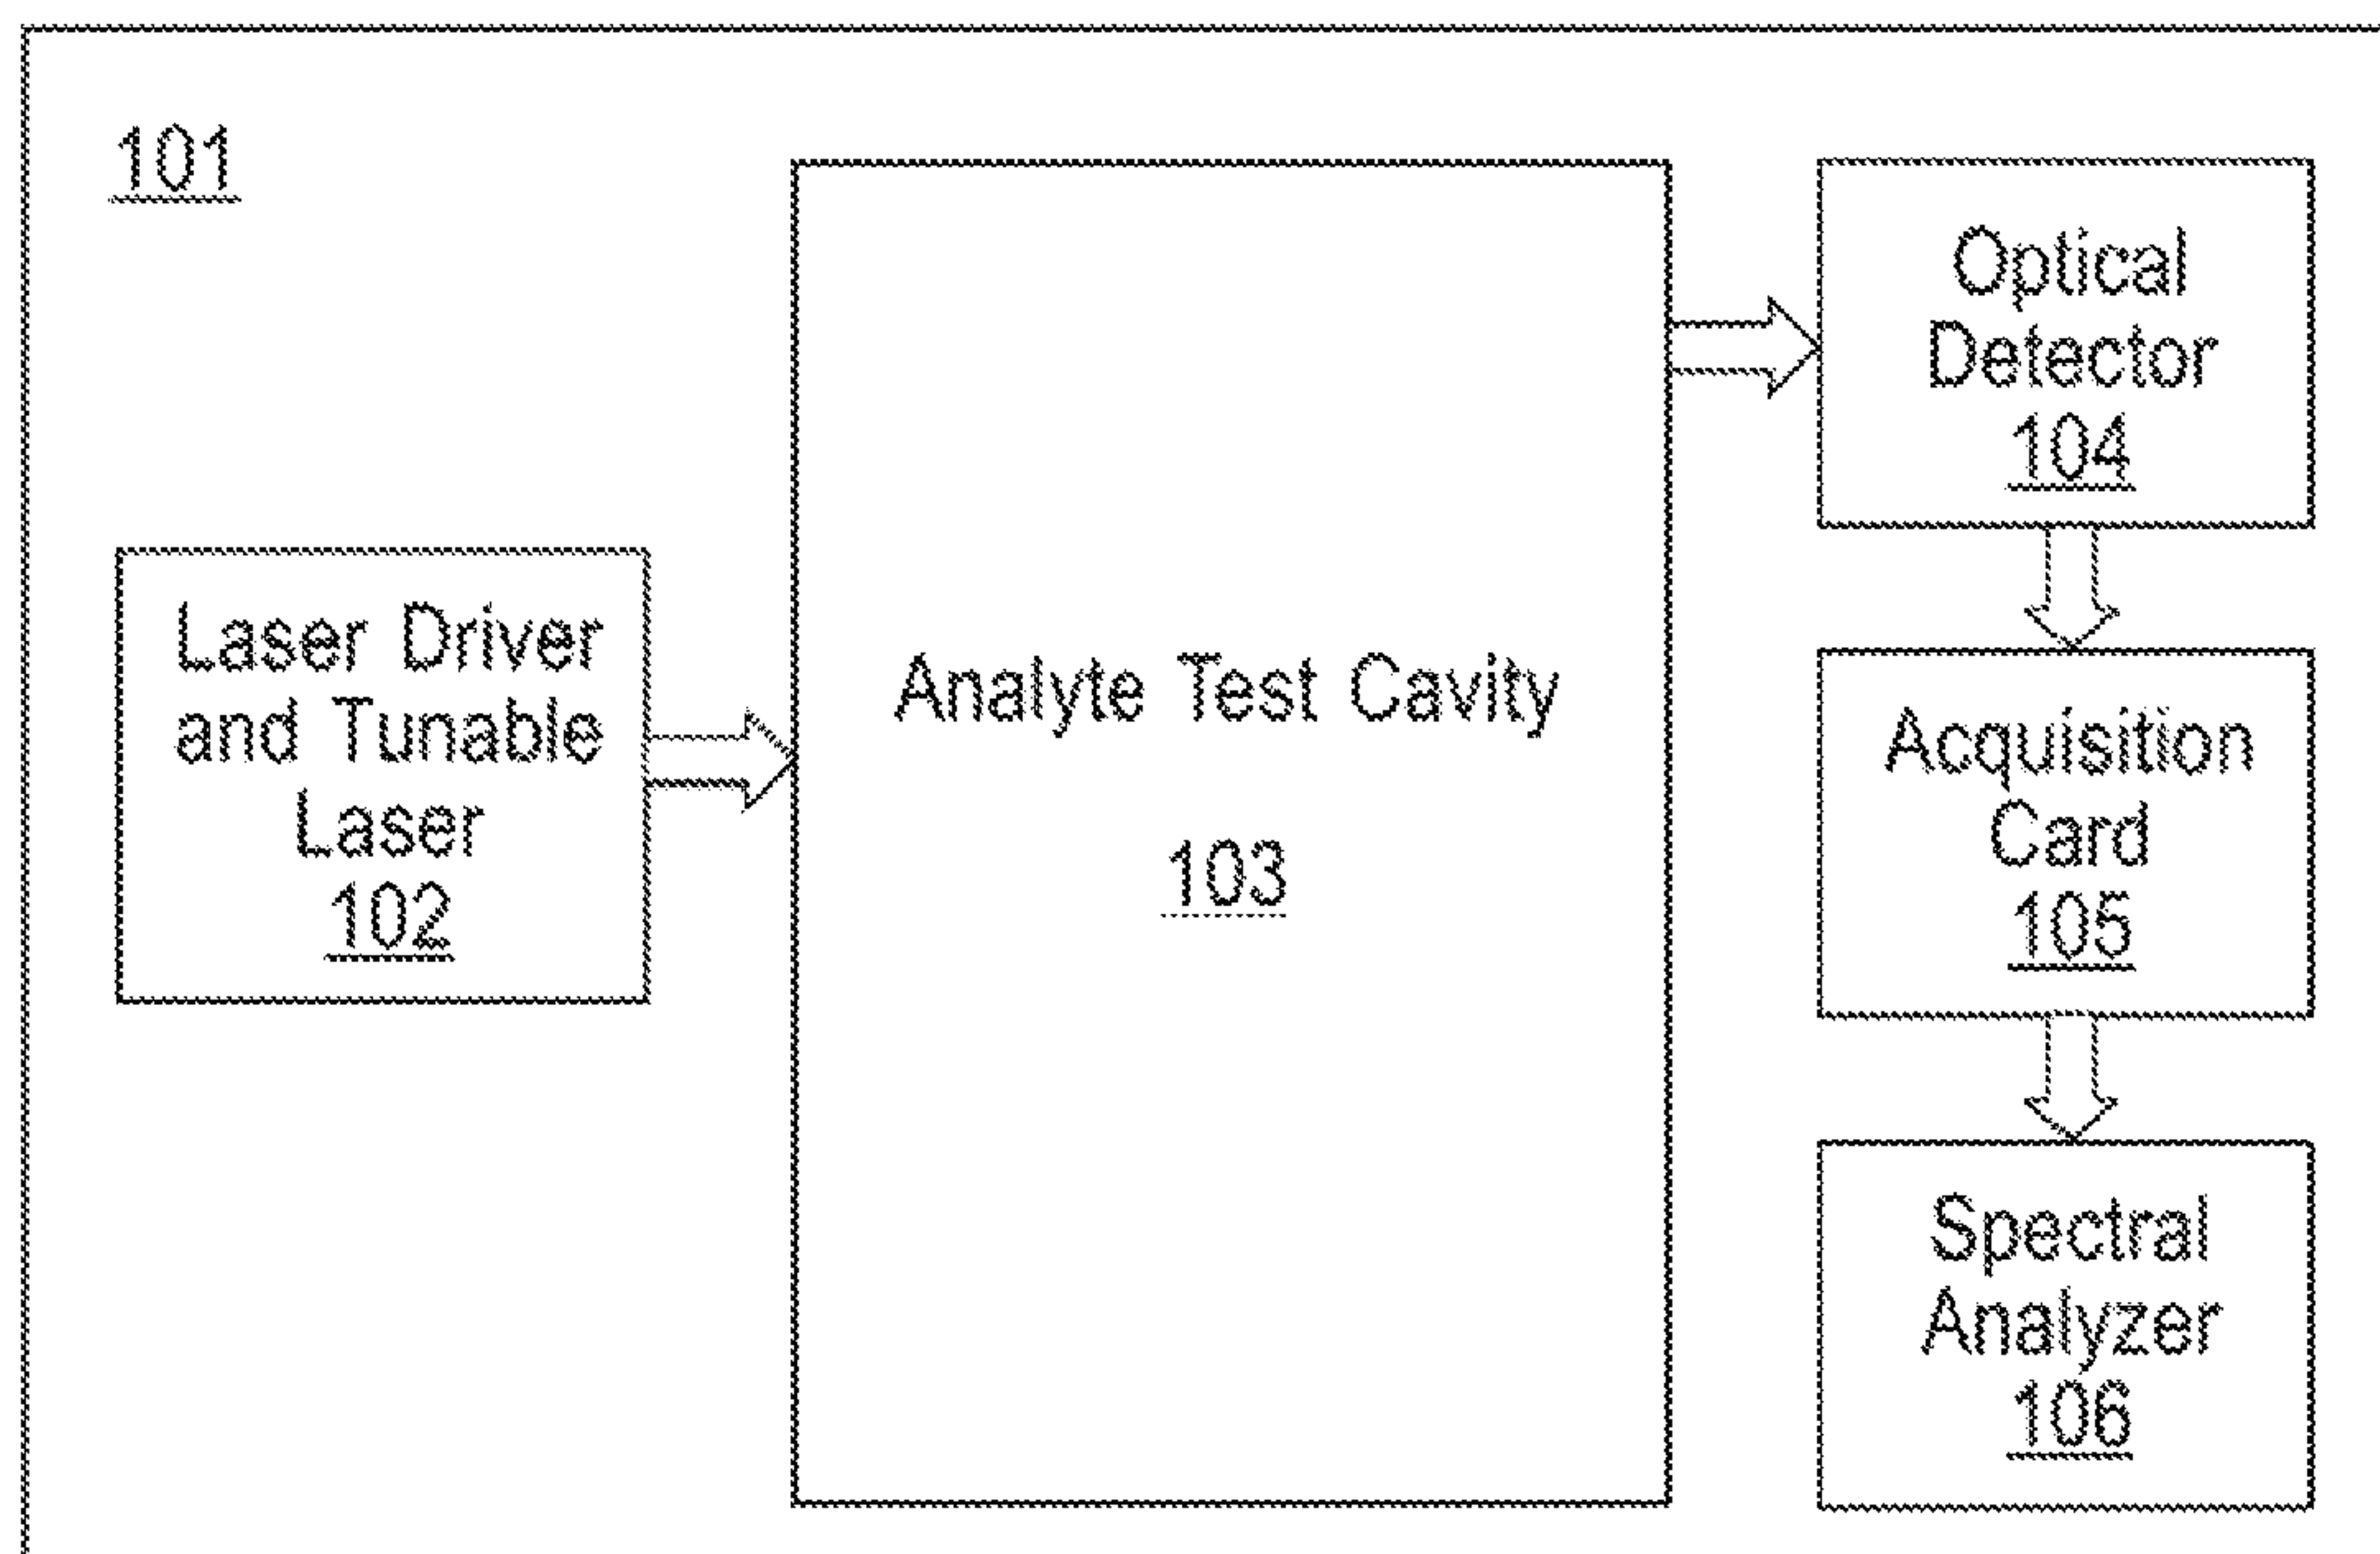 101
Laser Driver
and Tunable
Laser
102
Analyte Test Cavity
103
Optical
Detector
104
Acquisition
Card
105
Spectral
Analyzer
106